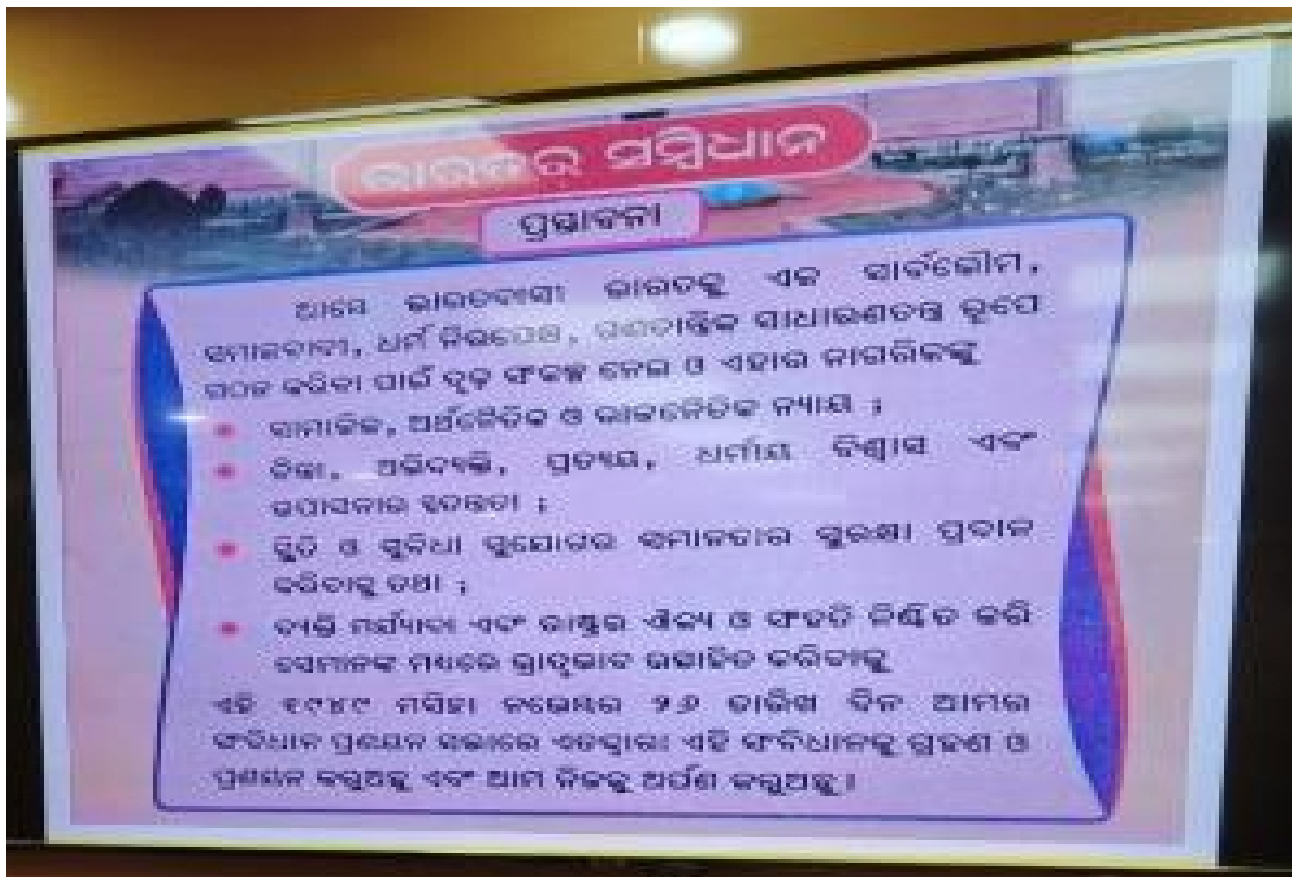 ଭାରତର ସମ୍ବିଧାନ
ପ୍ରସ୍ତାବନା
ଆମେ ଭାରତବାସୀ ଭାରତକୁ ଏକ ସାର୍ବଭୌମ,
ସମାଜବାଦୀ, ଧର୍ମ ନିରପେକ୍ଷ, ଗଣତାନ୍ତ୍ରିକ ସାଧାରଣତନ୍ତ୍ର ରୂପେ
ଗଠନ କରିବା ପାଇଁ ଦୃଢ଼ ସଂକଳ୍ପ ନେଇ ଓ ଏହାର ନାଗରିକଙ୍କୁ
ସାମାଜିକ, ଅର୍ଥନୈତିକ ଓ ରାଜନୈତିକ ନ୍ୟାୟ ;
ଚିନ୍ତା, ଅଭିବ୍ୟକ୍ତି, ପ୍ରତ୍ୟୟ, ଧର୍ମୀୟ ବିଶ୍ୱାସ ଏବଂ
ଉପାସନାର ସ୍ୱତନ୍ତ୍ରତା ;
ସ୍ଥିତି ଓ ସୁବିଧା ସୁଯୋଗର ସମାନତାର ସୁରକ୍ଷା ପ୍ରଦାନ
କରିବାକୁ ତଥା ;
ବ୍ୟକ୍ତି ମର୍ଯ୍ୟାଦା ଏବଂ ରାଷ୍ଟ୍ରର ଐକ୍ୟ ଓ ସଂହତି ନିଶ୍ଚିତ କରି
ସେମାନଙ୍କ ମଧ୍ୟରେ ଭ୍ରାତୃଭାବ ଉତ୍ସାହିତ କରିବାକୁ
ଏହି ୧୯୪୯ ମସିହା ନଭେମ୍ବର ୨୬ ତାରିଖ ଦିନ ଆମର
ସଂବିଧାନ ପ୍ରଣୟନ ସଭାରେ ଏତଦ୍ଦ୍ୱାରା ଏହି ସଂବିଧାନକୁ ଗ୍ରହଣ ଓ
ପ୍ରଣୟନ କରୁଅଛୁ ଏବଂ ଆମ ନିଜକୁ ଅର୍ପଣ କରୁଅଛୁ ।